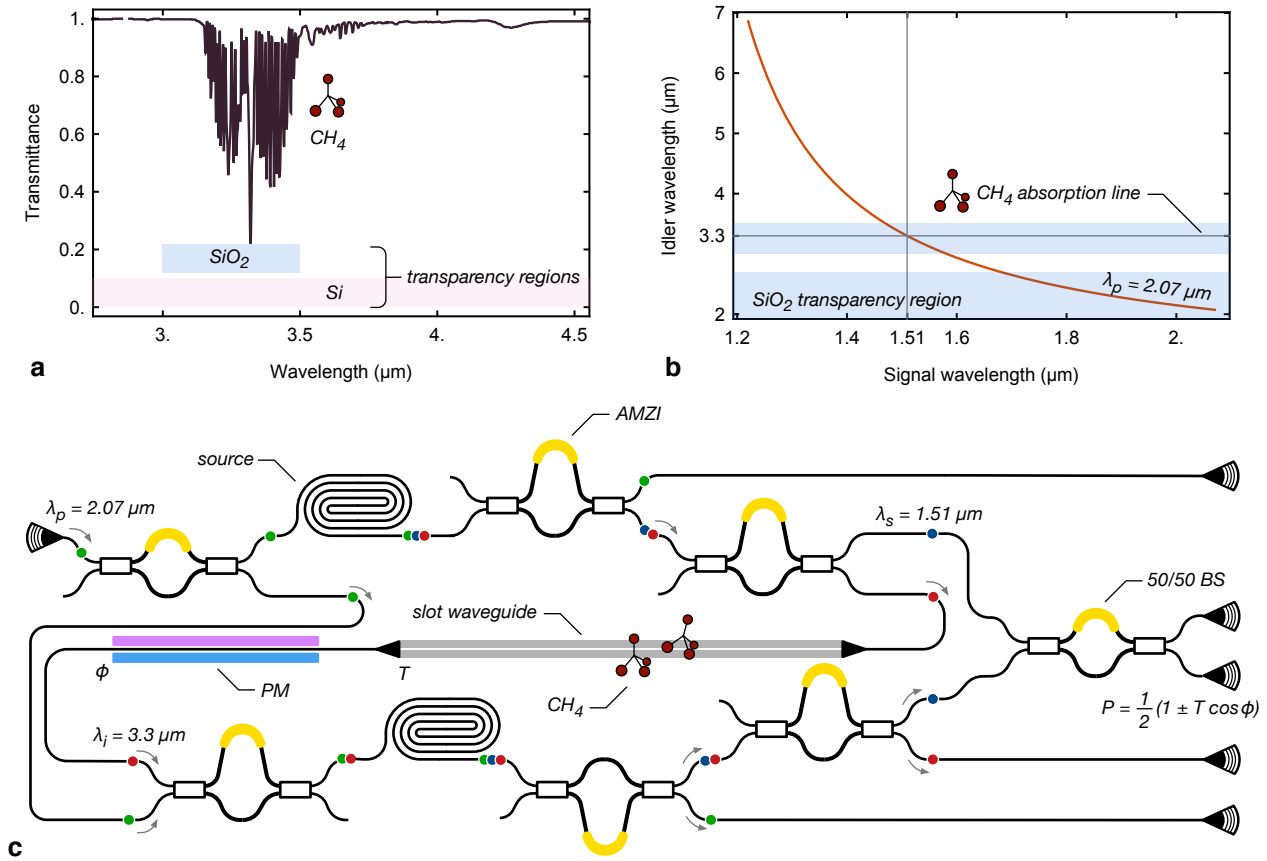 1.
0.8
0.6
0.4
0.2
0.
Transmittance
CH4
SiO2
Si
transparency regions
3.
3.5
4.
4.5
Wavelength (µm)
a
7
6
5
4
3.3
2
Idler wavelength (µm)
CH4 absorption line
λp = 2.07 µm
SiO2 transparency region
1.2
1.4
1.51
1.6
1.8
2.
Signal wavelength (µm)
b
AMZI
source
λp = 2.07 µm
λs = 1.51 µm
50/50 BS
slot waveguide
ϕ
PM
T
CH4
P = 1/2 (1 ± T cos ϕ)
λi = 3.3 µm
c